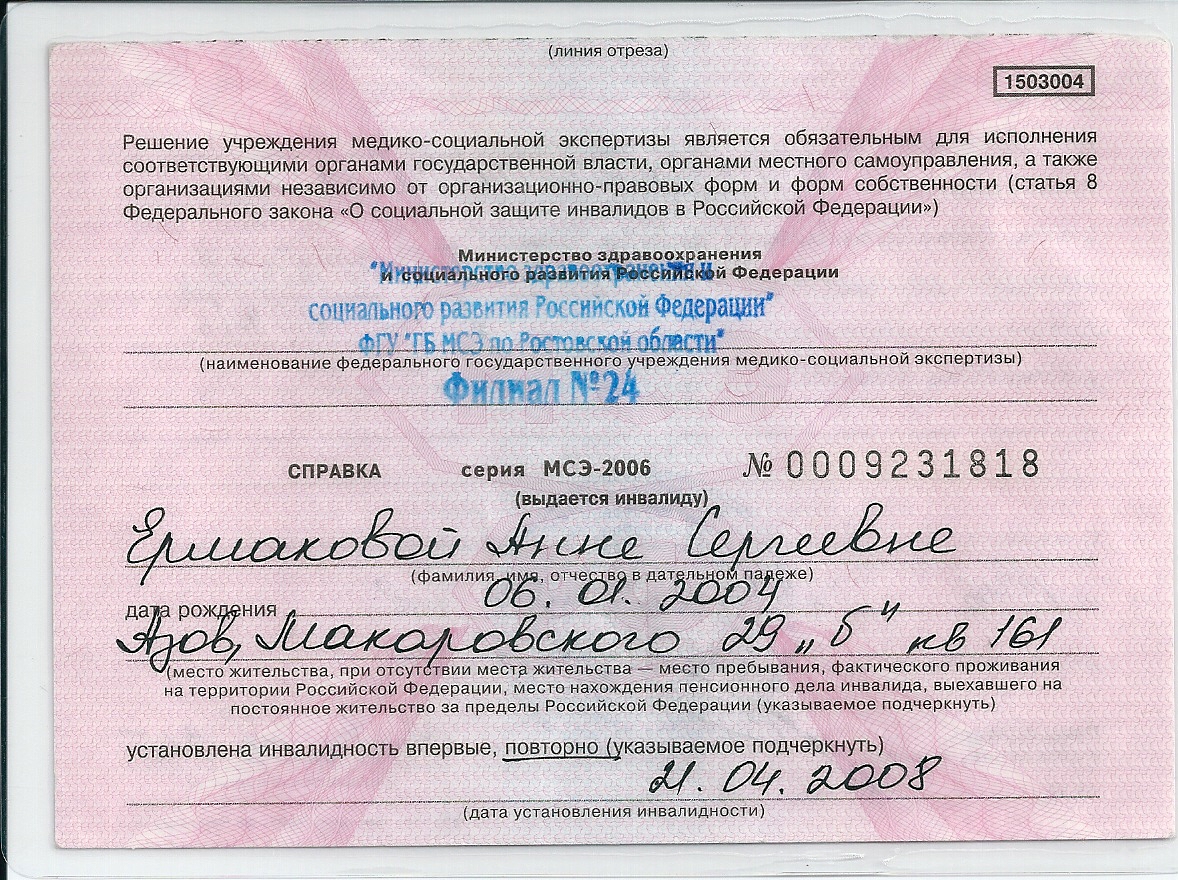 (линия отреза)
1503004
Решение учреждения медико-социальной экспертизы является обязательным для исполнения
соответствующими органами государственной власти, органами местного самоуправления, а также
организациями независимо от организационно-правовых форм и форм собственности (статья 8
Федерального закона «О социальной защите инвалидов в Российской Федерации»)
Министерство здравоохранения
и социального развития Российской Федерации
"Министерство здравоохранения и
социального развития Российской Федерации"
ФГУ "ГБ МСЭ по Ростовской области"
(наименование федерального государственного учреждения медико-социальной экспертизы)
Филиал №24
СПРАВКА серия МСЭ-2006 № 0009231818
(выдается инвалиду)
Ермаковой Анне Сергеевне
(фамилия, имя, отчество в дательном падеже)
дата рождения 06. 01. 2004
Азов, Макаровского 29 „б" кв 161
(место жительства, при отсутствии места жительства — место пребывания, фактического проживания
на территории Российской Федерации, место нахождения пенсионного дела инвалида, выехавшего на
постоянное жительство за пределы Российской Федерации (указываемое подчеркнуть)
установлена инвалидность впервые, повторно (указываемое подчеркнуть)
21. 04. 2008
(дата установления инвалидности)